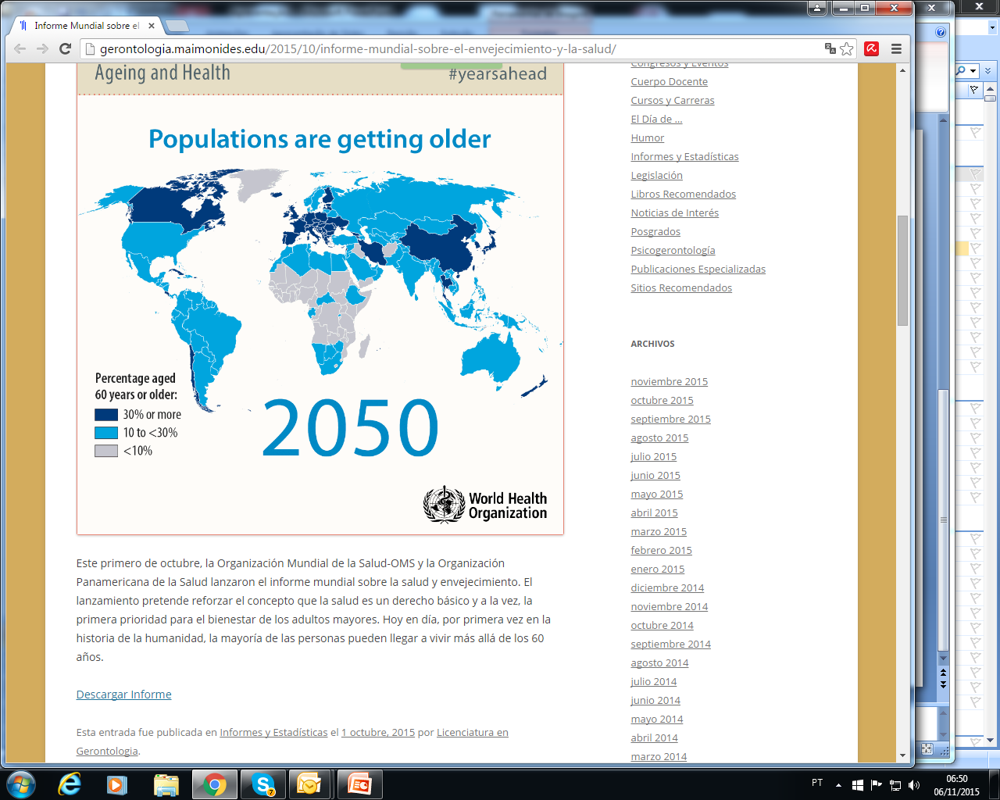 Informe Mundial sobre el
gerontologia.maimonides.edu/2015/10/informe-mundial-sobre-el-envejecimiento-y-la-salud/
Ageing and Health
#yearsahead
Populations are getting older
Percentage aged
60 years or older:
30% or more
10 to <30%
<10%
2050
World Health
Organization
Este primero de octubre, la Organización Mundial de la Salud-OMS y la Organización
Panamericana de la Salud lanzaron el informe mundial sobre la salud y envejecimiento. El
lanzamiento pretende reforzar el concepto que la salud es un derecho básico y a la vez, la
primera prioridad para el bienestar de los adultos mayores. Hoy en día, por primera vez en la
historia de la humanidad, la mayoría de las personas pueden llegar a vivir más allá de los 60
años.
Descargar Informe
Esta entrada fue publicada en Informes y Estadísticas el 1 octubre, 2015 por Licenciatura en
Gerontologia.
Congresos y Eventos
Cuerpo Docente
Cursos y Carreras
El Día de ...
Humor
Informes y Estadísticas
Legislación
Libros Recomendados
Noticias de Interés
Posgrados
Psicogerontología
Publicaciones Especializadas
Sitios Recomendados
ARCHIVOS
noviembre 2015
octubre 2015
septiembre 2015
agosto 2015
julio 2015
junio 2015
mayo 2015
abril 2015
marzo 2015
febrero 2015
enero 2015
diciembre 2014
noviembre 2014
octubre 2014
septiembre 2014
agosto 2014
julio 2014
junio 2014
mayo 2014
abril 2014
marzo 2014
7
PT
06:50
06/11/2015